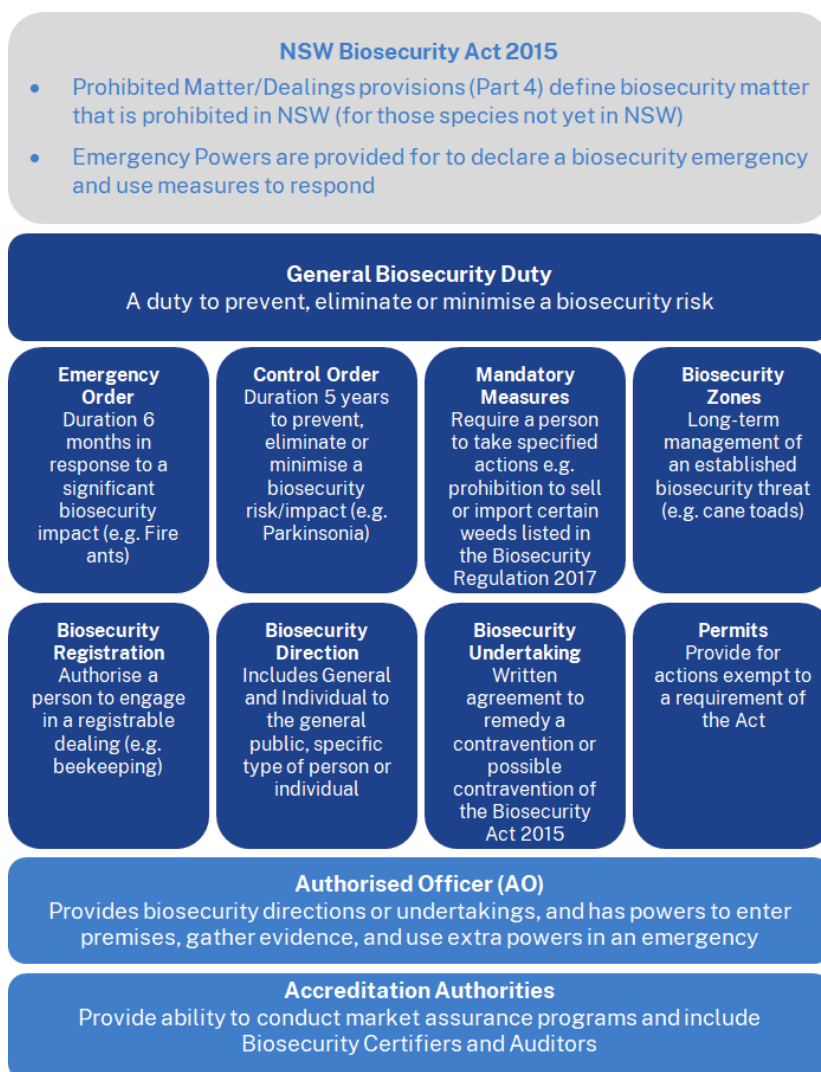 NSW Biosecurity Act 2015
• Prohibited Matter/Dealings provisions (Part 4) define biosecurity matter
that is prohibited in NSW (for those species not yet in NSW)
• Emergency Powers are provided for to declare a biosecurity emergency
and use measures to respond
General Biosecurity Duty
A duty to prevent, eliminate or minimise a biosecurity risk
Emergency
Order
Duration 6
months in
response to a
significant
biosecurity
impact (e.g. Fire
ants)
Control Order
Duration 5 years
to prevent,
eliminate or
minimise a
biosecurity
risk/impact (e.g.
Parkinsonia)
Mandatory
Measures
Require a person
to take specified
actions e.g.
prohibition to sell
or import certain
weeds listed in
the Biosecurity
Regulation 2017
Biosecurity
Zones
Long-term
management of
an established
biosecurity threat
(e.g. cane toads)
Biosecurity
Registration
Authorise a
person to engage
in a registrable
dealing (e.g.
beekeeping)
Biosecurity
Direction
Includes General
and Individual to
the general
public, specific
type of person or
individual
Biosecurity
Undertaking
Written
agreement to
remedy a
contravention or
possible
contravention of
the Biosecurity
Act 2015
Permits
Provide for
actions exempt to
a requirement of
the Act
Authorised Officer (AO)
Provides biosecurity directions or undertakings, and has powers to enter
premises, gather evidence, and use extra powers in an emergency
Accreditation Authorities
Provide ability to conduct market assurance programs and include
Biosecurity Certifiers and Auditors